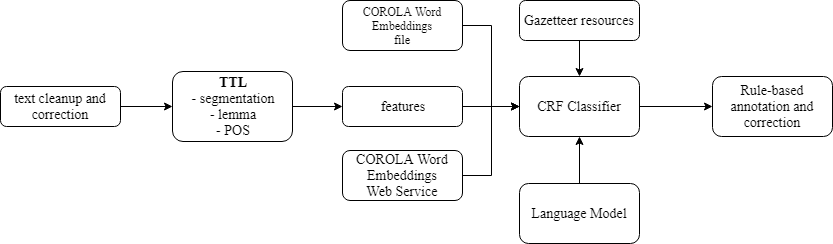 text cleanup and
correction
TTL
- segmentation
- lemma
- POS
COROLA Word
Embeddings
file
features
COROLA Word
Embeddings
Web Service
Gazetteer resources
CRF Classifier
Language Model
Rule-based
annotation and
correction